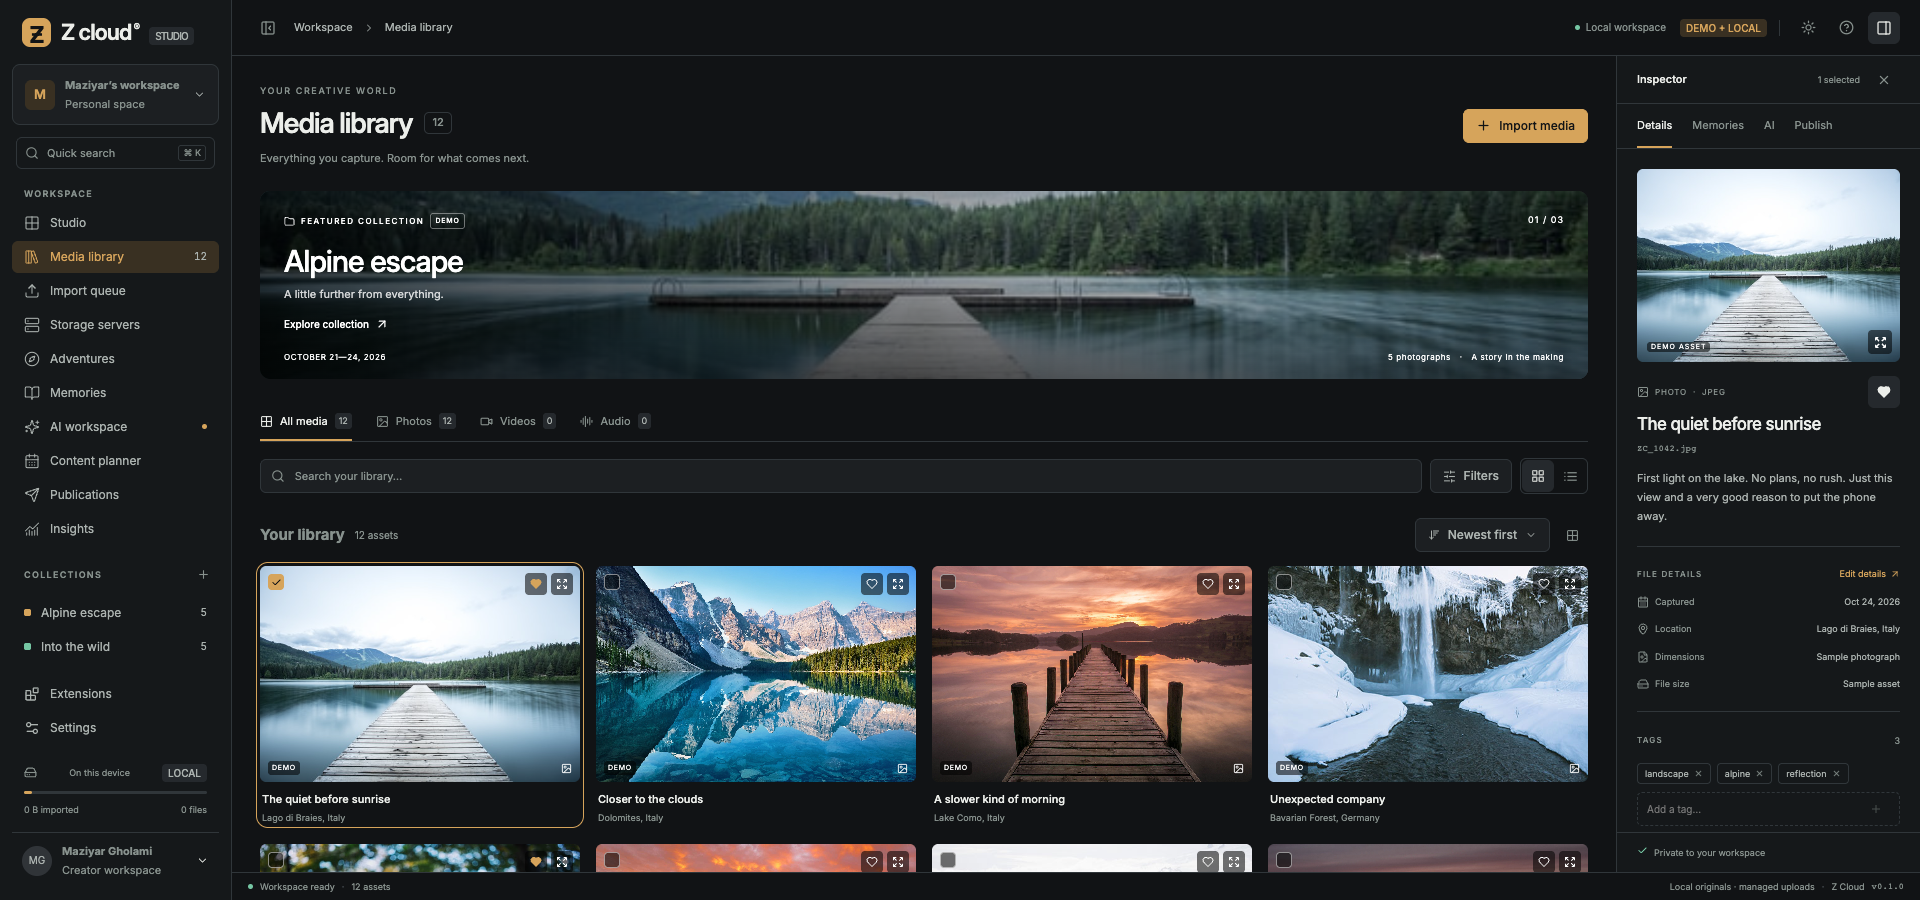 Z cloud® STUDIO
M
Maziyar's workspace
Personal space
Quick search ⌘ K
WORKSPACE
Studio
Media library 12
Import queue
Storage servers
Adventures
Memories
AI workspace
Content planner
Publications
Insights
COLLECTIONS
Alpine escape 5
Into the wild 5
Extensions
Settings
On this device LOCAL
0 B imported 0 files
MG
Maziyar Gholami
Creator workspace
Workspace Media library
Local workspace DEMO + LOCAL
YOUR CREATIVE WORLD
Media library 12
Import media
Everything you capture. Room for what comes next.
FEATURED COLLECTION DEMO
01 / 03
Alpine escape
A little further from everything.
Explore collection
OCTOBER 21—24, 2026
5 photographs · A story in the making
All media 12 Photos 12 Videos 0 Audio 0
Search your library...
Filters
Your library 12 assets
Newest first
DEMO
The quiet before sunrise
Lago di Braies, Italy
DEMO
Closer to the clouds
Dolomites, Italy
DEMO
A slower kind of morning
Lake Como, Italy
DEMO
Unexpected company
Bavarian Forest, Germany
Workspace ready · 12 assets
Inspector 1 selected
Details Memories AI Publish
DEMO ASSET
PHOTO · JPEG
The quiet before sunrise
ZC_1042.jpg
First light on the lake. No plans, no rush. Just this
view and a very good reason to put the phone
away.
FILE DETAILS Edit details
Captured Oct 24, 2026
Location Lago di Braies, Italy
Dimensions Sample photograph
File size Sample asset
TAGS 3
landscape alpine reflection
Add a tag...
Private to your workspace
Local originals · managed uploads · Z Cloud v0.1.0